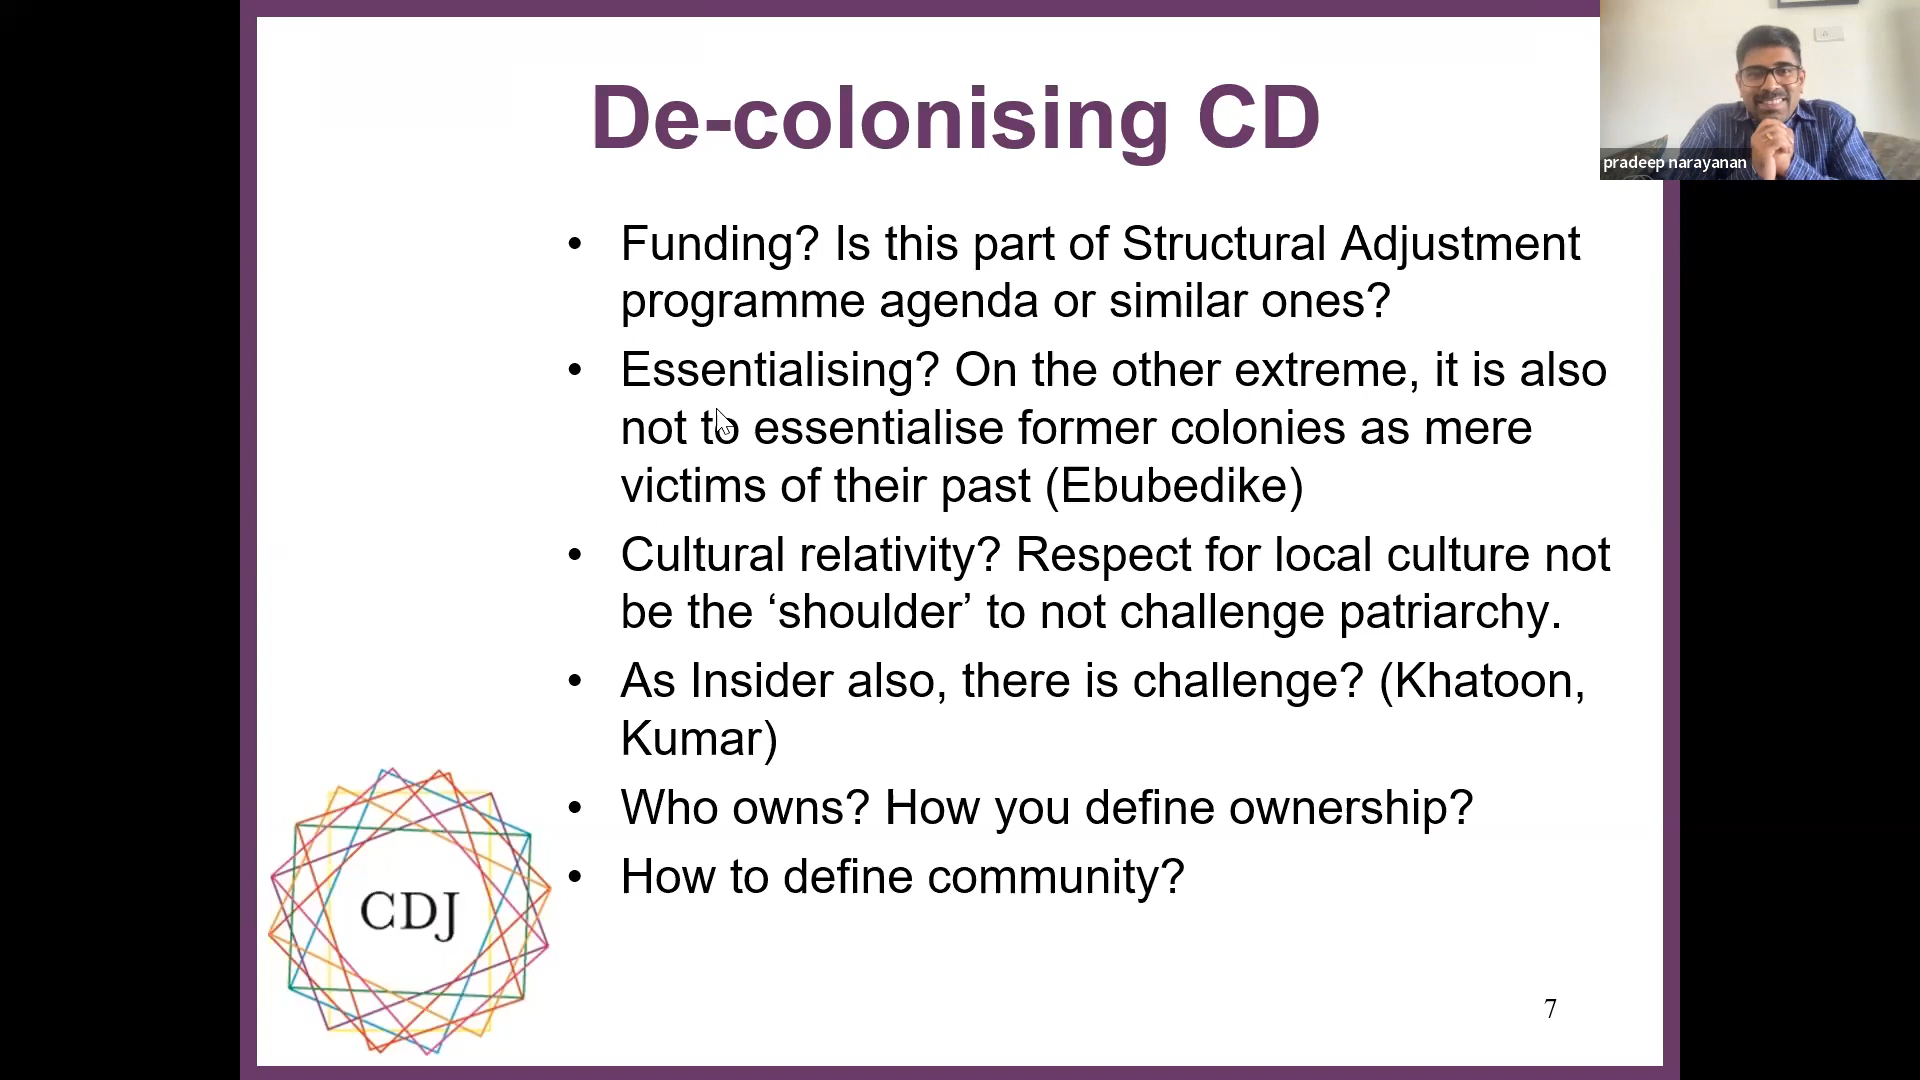 De-colonising CD
pradeep narayanan
• Funding? Is this part of Structural Adjustment
programme agenda or similar ones?
• Essentialising? On the other extreme, it is also
not to essentialise former colonies as mere
victims of their past (Ebubedike)
• Cultural relativity? Respect for local culture not
be the ‘shoulder’ to not challenge patriarchy.
• As Insider also, there is challenge? (Khatoon,
Kumar)
• Who owns? How you define ownership?
• How to define community?
CDJ
7